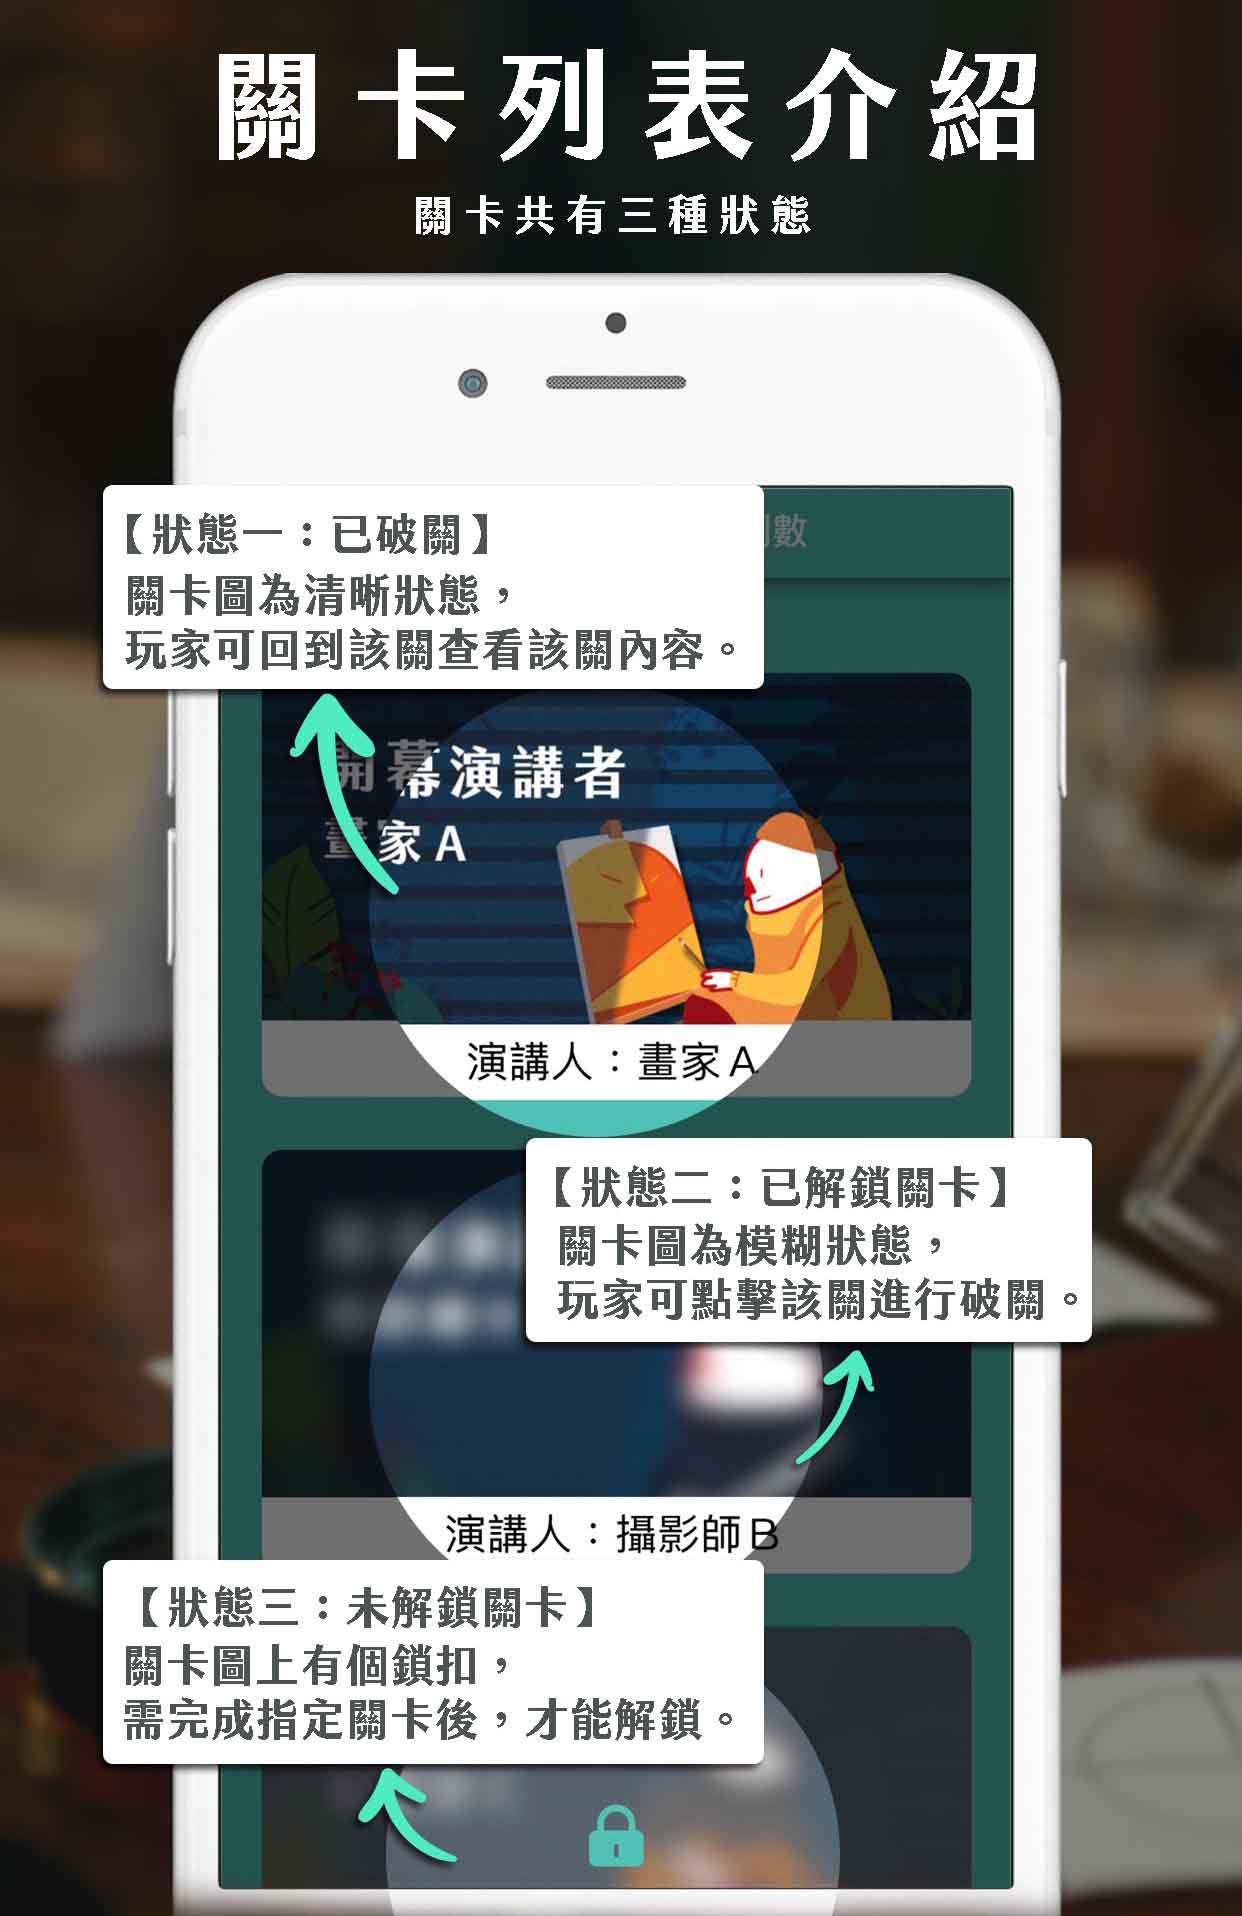 關卡列表介紹
關卡共有三種狀態
數
【狀態一：已破關】
關卡圖為清晰狀態，
玩家可回到該關查看該關內容。
開幕演講者
畫家A
演講人：畫家A
【狀態二：已解鎖關卡】
關卡圖為模糊狀態，
玩家可點擊該關進行破關。
演講人：攝影師B
【狀態三：未解鎖關卡】
關卡圖上有個鎖扣，
需完成指定關卡後，才能解鎖。